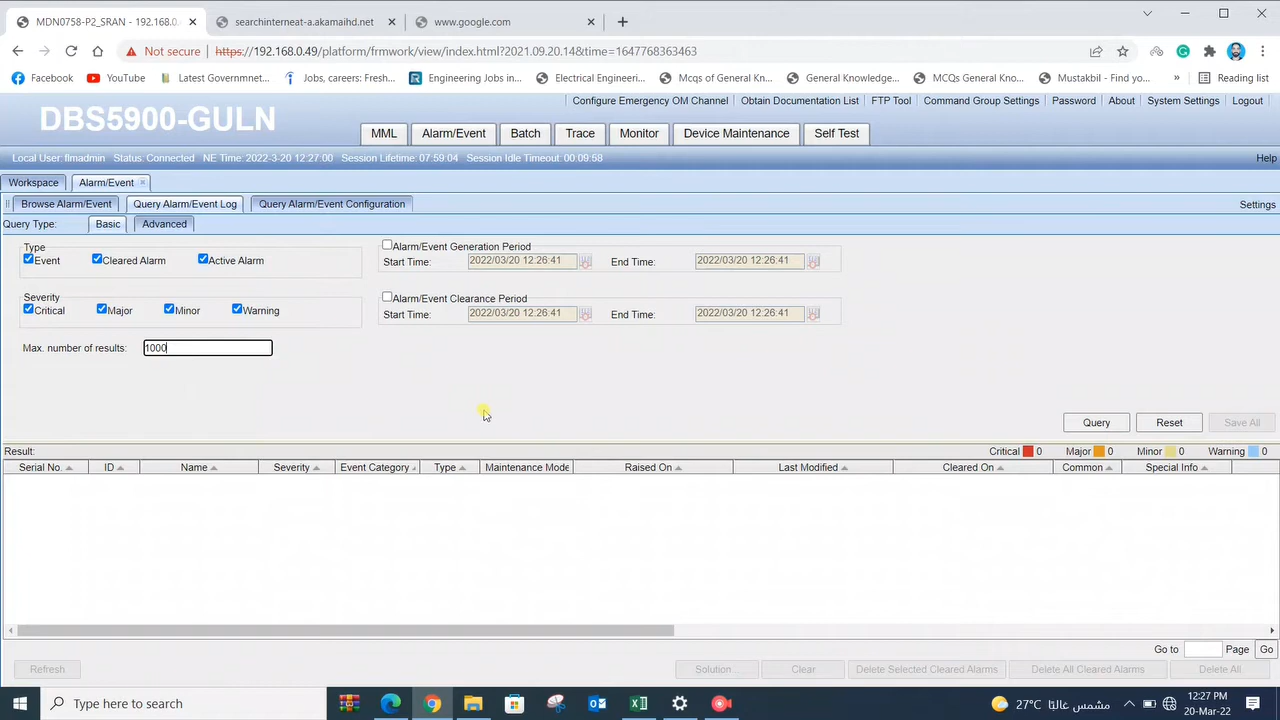 MDN0758-P2_SRAN - 192.168.0.
searchinterneat-a.akamaihd.net
www.google.com
Not secure
https://192.168.0.49/platform/frmwork/view/index.html?2021.09.20.14&time=1647768363463
Facebook
YouTube
Latest Governmnet...
Jobs, careers: Fresh...
Engineering Jobs in...
Electrical Engineeri...
Mcqs of General Kn...
General Knowledge...
MCQs General Kno...
Mustakbil - Find yo...
»
Reading list
Configure Emergency OM Channel
Obtain Documentation List
FTP Tool
Command Group Settings
Password
About
System Settings
Logout
DBS5900-GULN
MML
Alarm/Event
Batch
Trace
Monitor
Device Maintenance
Self Test
Local User: flmadmin Status: Connected NE Time: 2022-3-20 12:27:00 Session Lifetime: 07:59:04 Session Idle Timeout: 00:09:58
Help
Workspace
Alarm/Event
Browse Alarm/Event
Query Alarm/Event Log
Query Alarm/Event Configuration
Settings
Query Type:
Basic
Advanced
Type
Event
Cleared Alarm
Active Alarm
Alarm/Event Generation Period
Start Time:
2022/03/20 12:26:41
End Time:
2022/03/20 12:26:41
Severity
Critical
Major
Minor
Warning
Alarm/Event Clearance Period
Start Time:
2022/03/20 12:26:41
End Time:
2022/03/20 12:26:41
Max. number of results:
1000
Query
Reset
Save All
Result:
Critical 0
Major 0
Minor 0
Warning 0
Serial No.
ID
Name
Severity
Event Category
Type
Maintenance Mode
Raised On
Last Modified
Cleared On
Common
Special Info
Go to
Page
Go
Refresh
Solution...
Clear
Delete Selected Cleared Alarms
Delete All Cleared Alarms
Delete All
Type here to search
27°C
مشمس غالبًا
12:27 PM
20-Mar-22